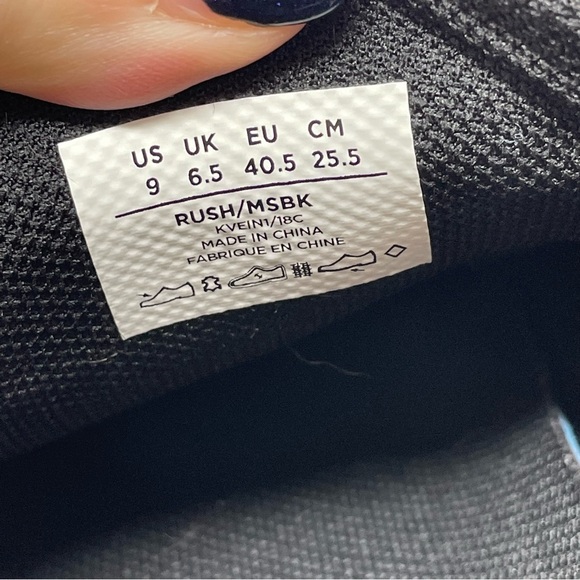 US UK EU CM
9 6.5 40.5 25.5
RUSH/MSBK
KVEIN1/18C
MADE IN CHINA
FABRIQUE EN CHINE